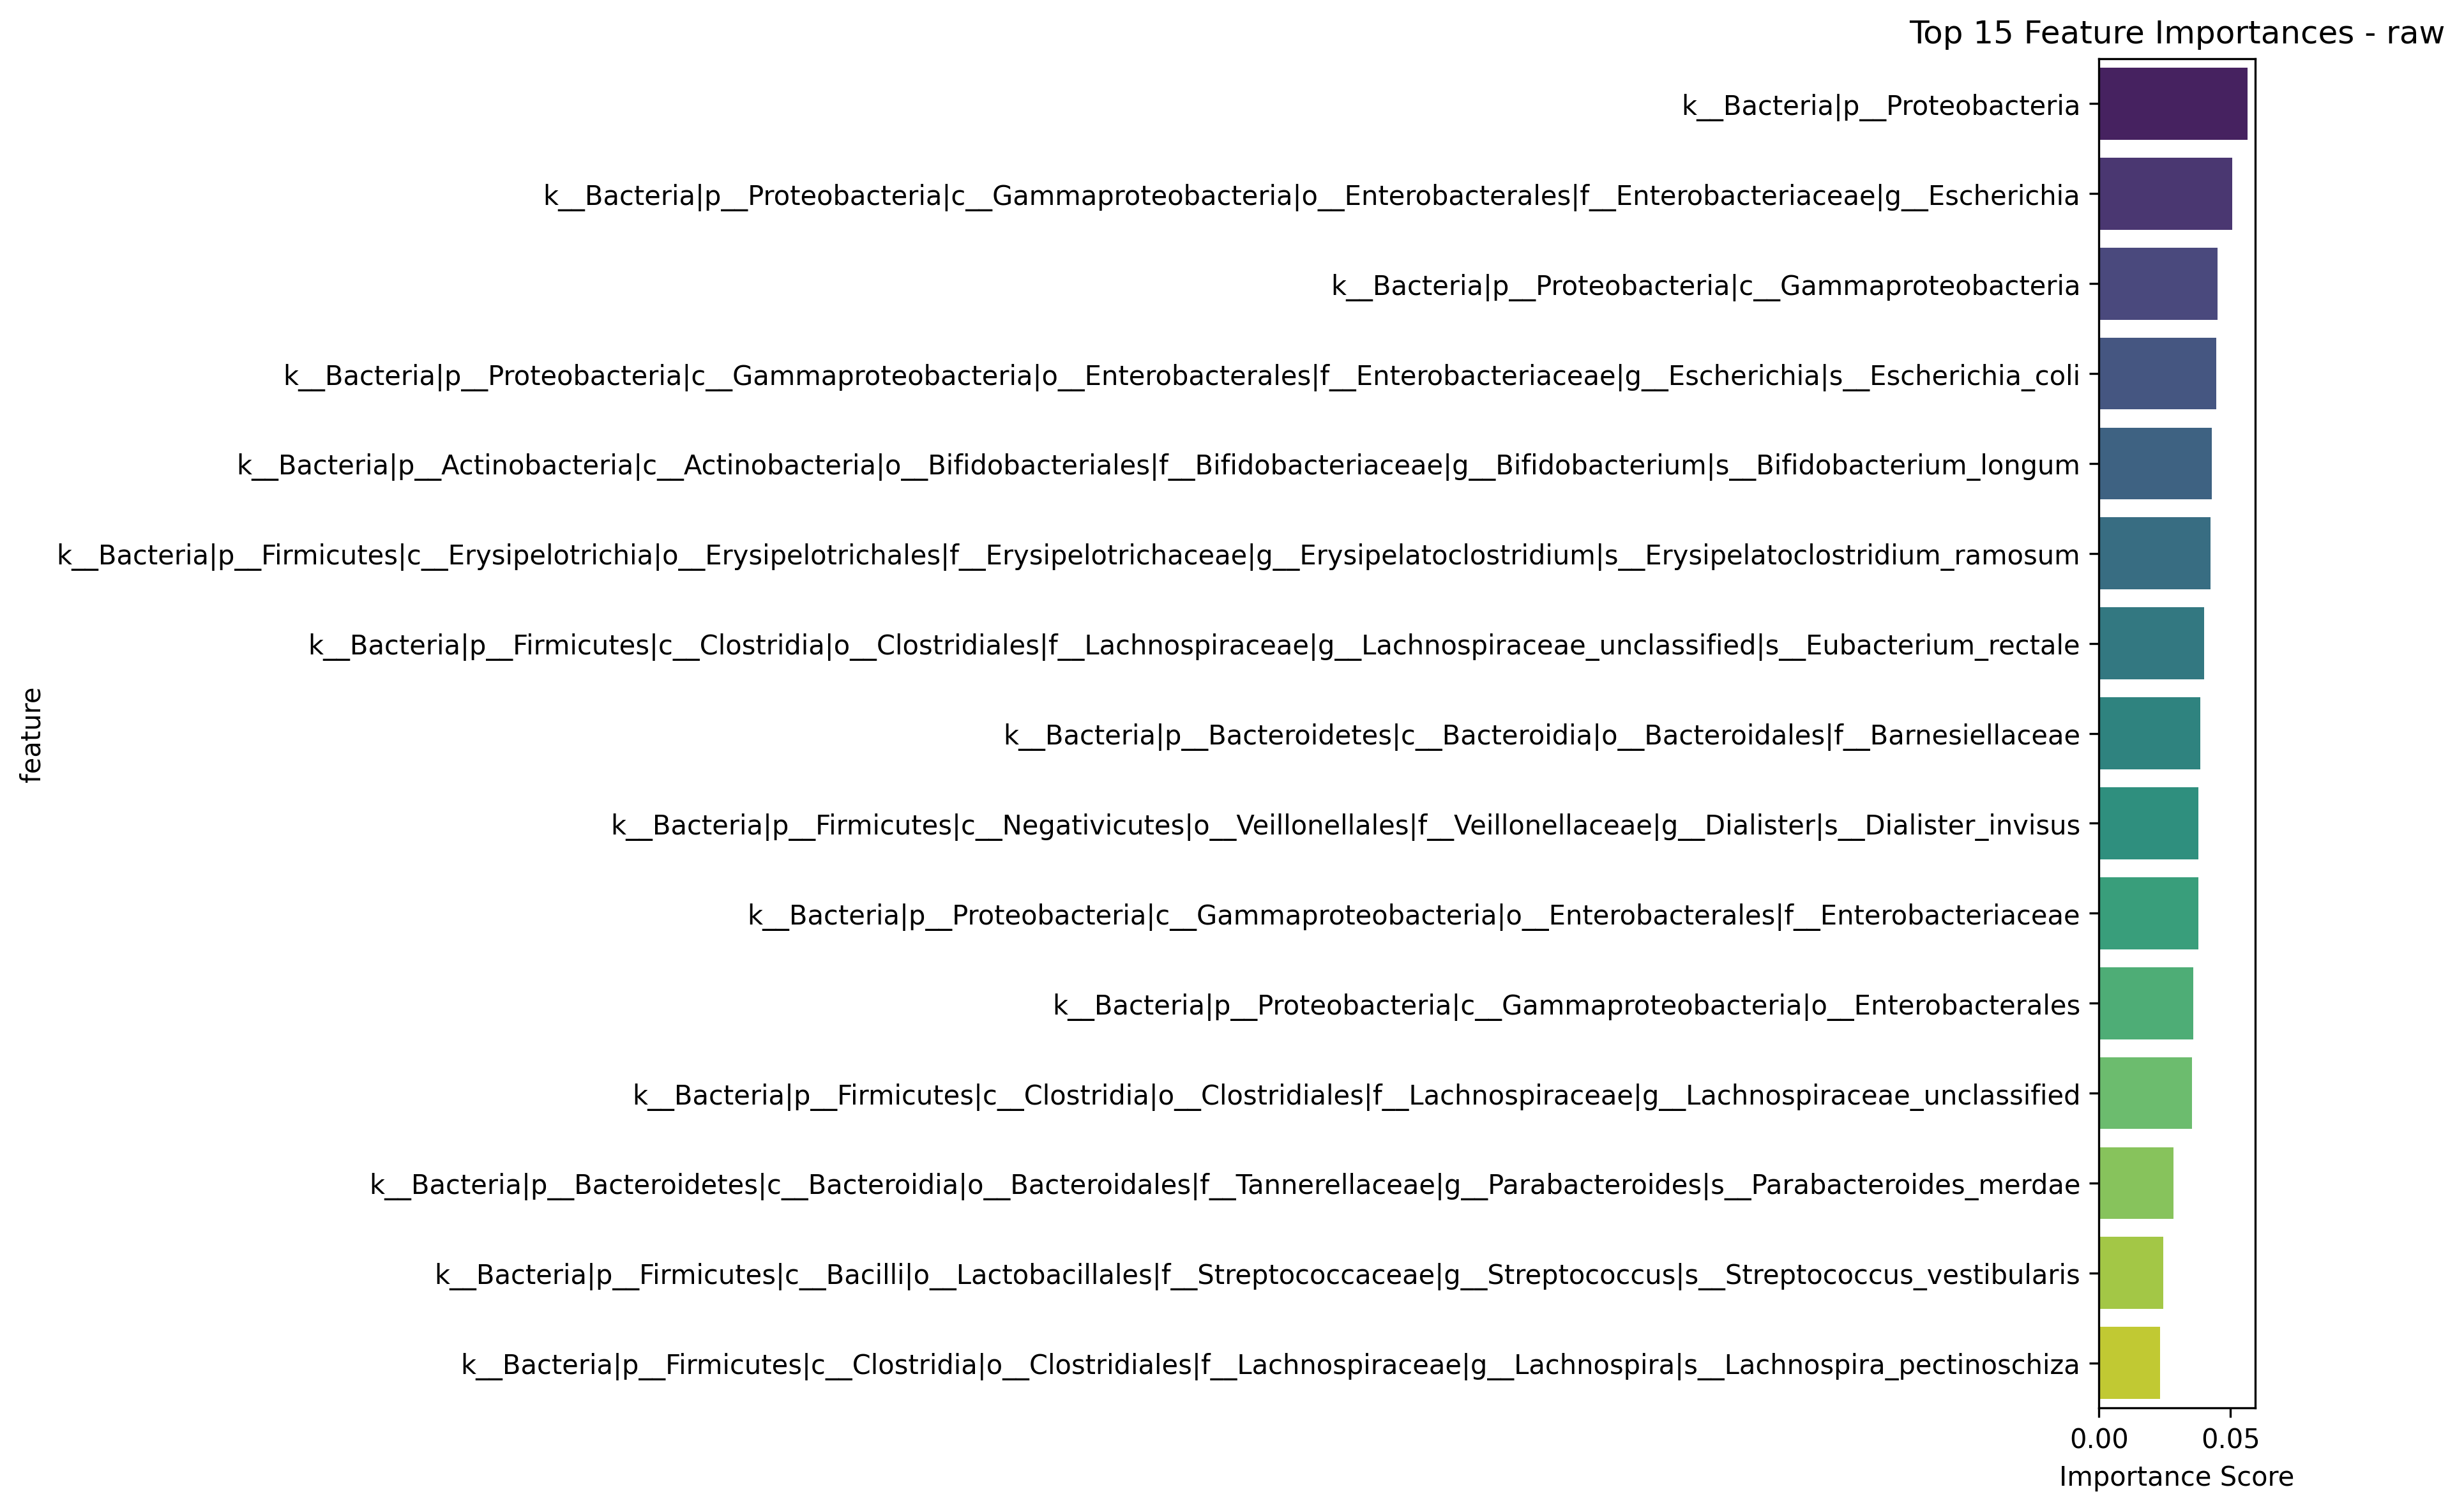 Top 15 Feature Importances - raw
k__Bacteria|p__Proteobacteria
k__Bacteria|p__Proteobacteria|c__Gammaproteobacteria|o__Enterobacterales|f__Enterobacteriaceae|g__Escherichia
k__Bacteria|p__Proteobacteria|c__Gammaproteobacteria
k__Bacteria|p__Proteobacteria|c__Gammaproteobacteria|o__Enterobacterales|f__Enterobacteriaceae|g__Escherichia|s__Escherichia_coli
k__Bacteria|p__Actinobacteria|c__Actinobacteria|o__Bifidobacteriales|f__Bifidobacteriaceae|g__Bifidobacterium|s__Bifidobacterium_longum
k__Bacteria|p__Firmicutes|c__Erysipelotrichia|o__Erysipelotrichales|f__Erysipelotrichaceae|g__Erysipelatoclostridium|s__Erysipelatoclostridium_ramosum
k__Bacteria|p__Firmicutes|c__Clostridia|o__Clostridiales|f__Lachnospiraceae|g__Lachnospiraceae_unclassified|s__Eubacterium_rectale
k__Bacteria|p__Bacteroidetes|c__Bacteroidia|o__Bacteroidales|f__Barnesiellaceae
k__Bacteria|p__Firmicutes|c__Negativicutes|o__Veillonellales|f__Veillonellaceae|g__Dialister|s__Dialister_invisus
k__Bacteria|p__Proteobacteria|c__Gammaproteobacteria|o__Enterobacterales|f__Enterobacteriaceae
k__Bacteria|p__Proteobacteria|c__Gammaproteobacteria|o__Enterobacterales
k__Bacteria|p__Firmicutes|c__Clostridia|o__Clostridiales|f__Lachnospiraceae|g__Lachnospiraceae_unclassified
k__Bacteria|p__Bacteroidetes|c__Bacteroidia|o__Bacteroidales|f__Tannerellaceae|g__Parabacteroides|s__Parabacteroides_merdae
k__Bacteria|p__Firmicutes|c__Bacilli|o__Lactobacillales|f__Streptococcaceae|g__Streptococcus|s__Streptococcus_vestibularis
k__Bacteria|p__Firmicutes|c__Clostridia|o__Clostridiales|f__Lachnospiraceae|g__Lachnospira|s__Lachnospira_pectinoschiza
feature
0.00 0.05
Importance Score